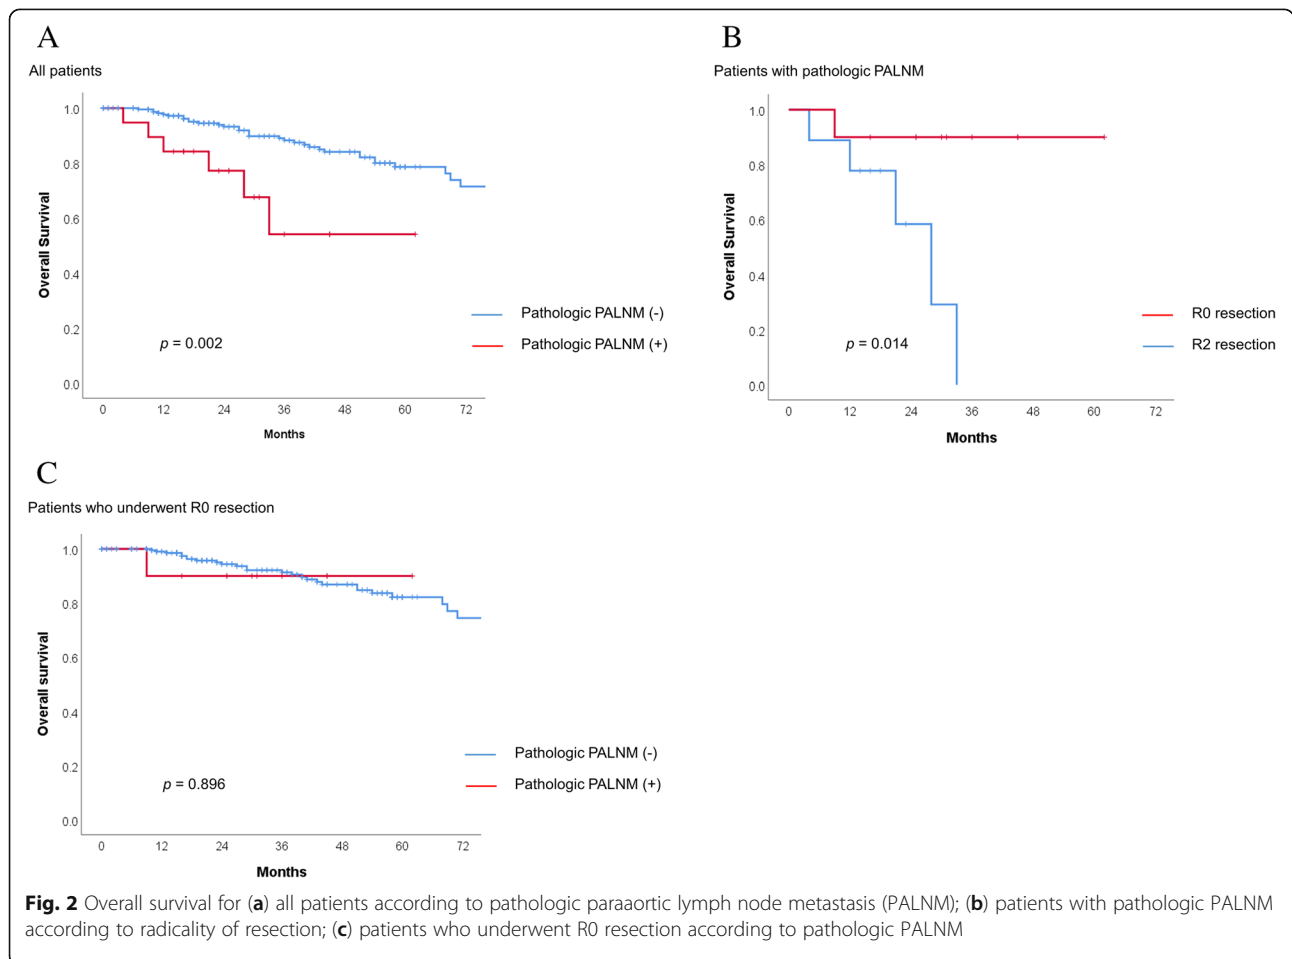 A
All patients
1.0
0.8
0.6
0.4
0.2
0.0
Overall Survival
p = 0.002
Pathologic PALNM (-)
Pathologic PALNM (+)
0 12 24 36 48 60 72
Months
B
Patients with pathologic PALNM
1.0
0.8
0.6
0.4
0.2
0.0
Overall Survival
p = 0.014
R0 resection
R2 resection
0 12 24 36 48 60 72
Months
C
Patients who underwent R0 resection
1.0
0.8
0.6
0.4
0.2
0.0
Overall survival
p = 0.896
Pathologic PALNM (-)
Pathologic PALNM (+)
0 12 24 36 48 60 72
Months
Fig. 2 Overall survival for (a) all patients according to pathologic paraaortic lymph node metastasis (PALNM); (b) patients with pathologic PALNM
according to radicality of resection; (c) patients who underwent R0 resection according to pathologic PALNM